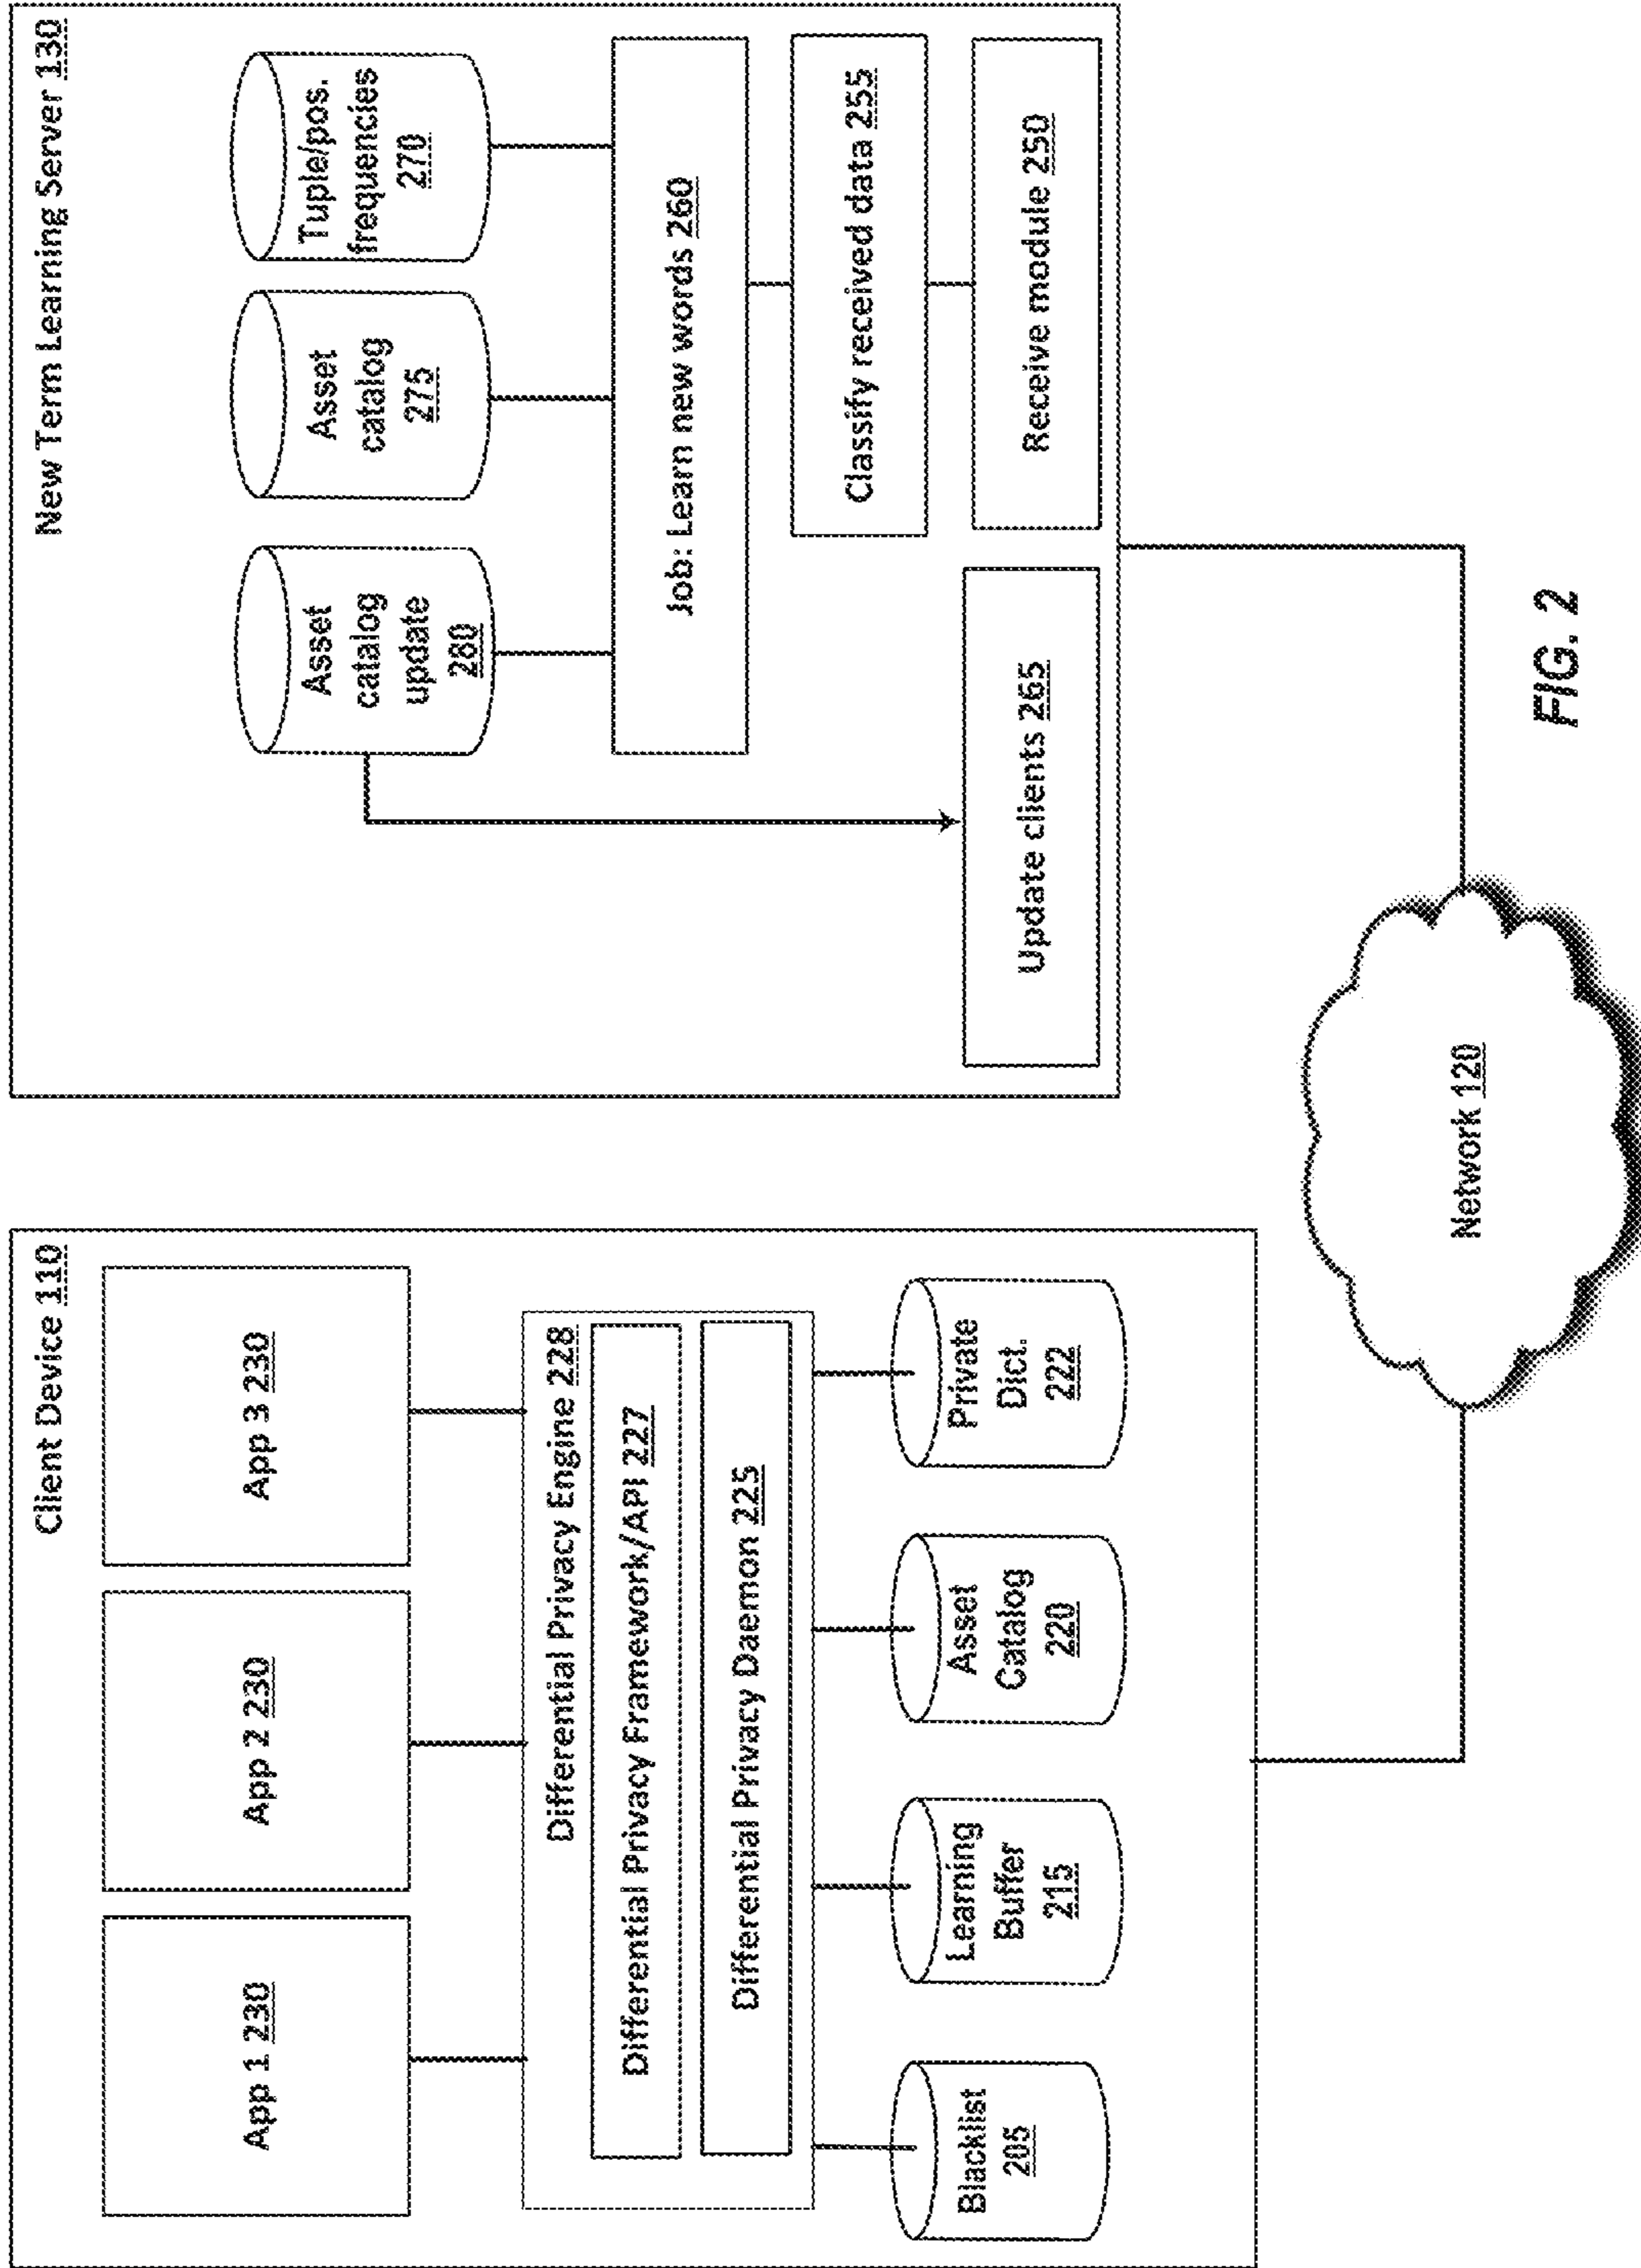 Client Device 110
App 1 230
App 2 230
App 3 230
Differential Privacy Engine 228
Differential Privacy Framework/API 227
Differential Privacy Daemon 225
Blacklist
205
Learning
Buffer
215
Asset
Catalog
220
Private
Dict.
222
New Term Learning Server 130
Asset
catalog
update
280
Asset
catalog
275
Tuple/pos.
frequencies
270
Job: Learn new words 260
Classify received data 255
Update clients 265
Receive module 250
Network 120
FIG. 2